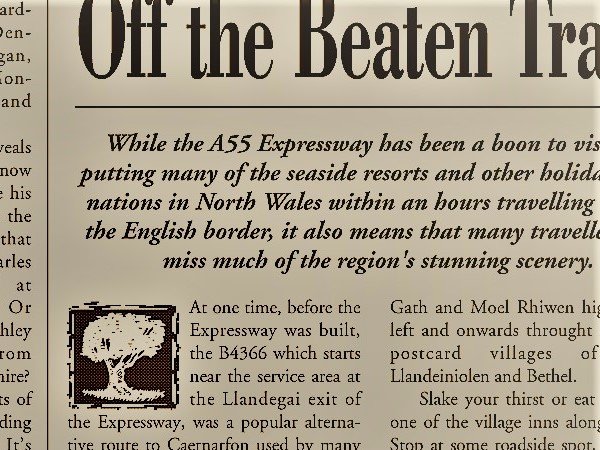 ard-
gan,
and
veals
now
e his
the
that
arles
at
Or
hley
rom
hire?
ts of
ding
It's
Off the Beaten Tra
While the A55 Expressway has been a boon to vis
putting many of the seaside resorts and other holida
nations in North Wales within an hours travelling
the English border, it also means that many travelle
miss much of the region's stunning scenery.
At one time, before the
Expressway was built,
the B4366 which starts
near the service area at
the Llandegai exit of
the Expressway, was a popular alterna-
tive route to Caernarfon used by many
Gath and Moel Rhiwen hig
left and onwards throught
postcard villages of
Llandeiniolen and Bethel.
Slake your thirst or eat
one of the village inns along
Stop at some roadside spot,